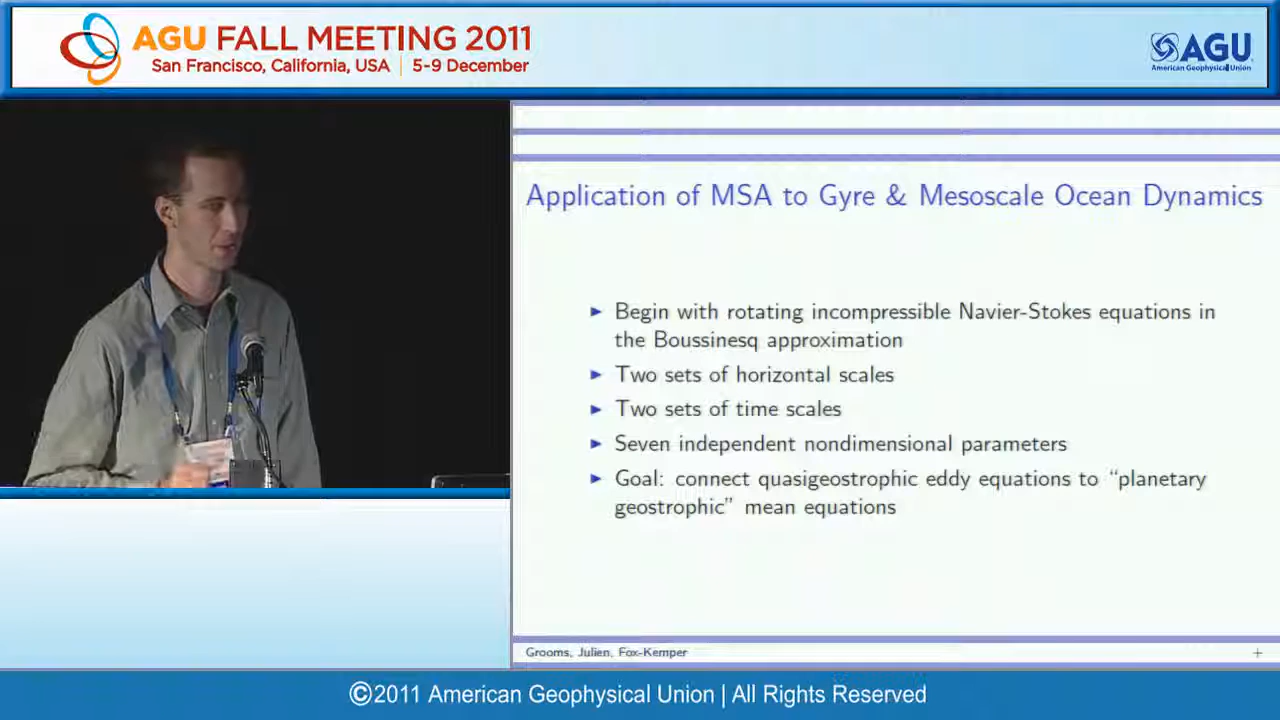 AGU FALL MEETING 2011
San Francisco, California, USA | 5-9 December
AGU
American Geophysical Union
Application of MSA to Gyre & Mesoscale Ocean Dynamics
► Begin with rotating incompressible Navier-Stokes equations in
the Boussinesq approximation
► Two sets of horizontal scales
► Two sets of time scales
► Seven independent nondimensional parameters
► Goal: connect quasigeostrophic eddy equations to “planetary
geostrophic” mean equations
Grooms, Julien, Fox-Kemper
+
©2011 American Geophysical Union | All Rights Reserved